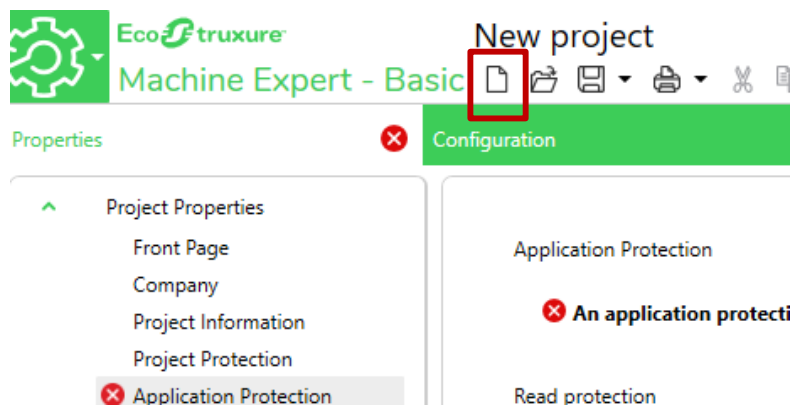 EcoStruxure
New project
Machine Expert - Basic
Properties
Configuration
Project Properties
Front Page
Company
Project Information
Project Protection
Application Protection
Application Protection
An application
Read protection